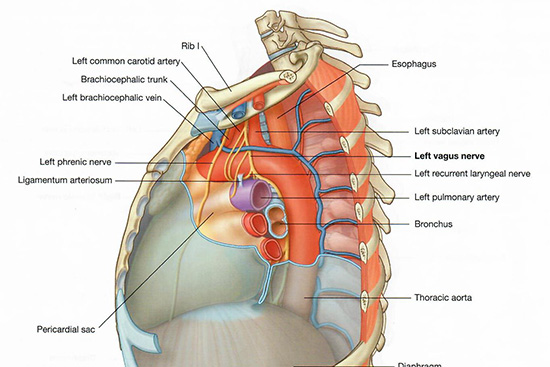 Rib I
Left common carotid artery
Esophagus
Brachiocephalic trunk
Left brachiocephalic vein
Left subclavian artery
Left phrenic nerve
Left vagus nerve
Ligamentum arteriosum
Left recurrent laryngeal nerve
Left pulmonary artery
Bronchus
Thoracic aorta
Pericardial sac
Diaphragm